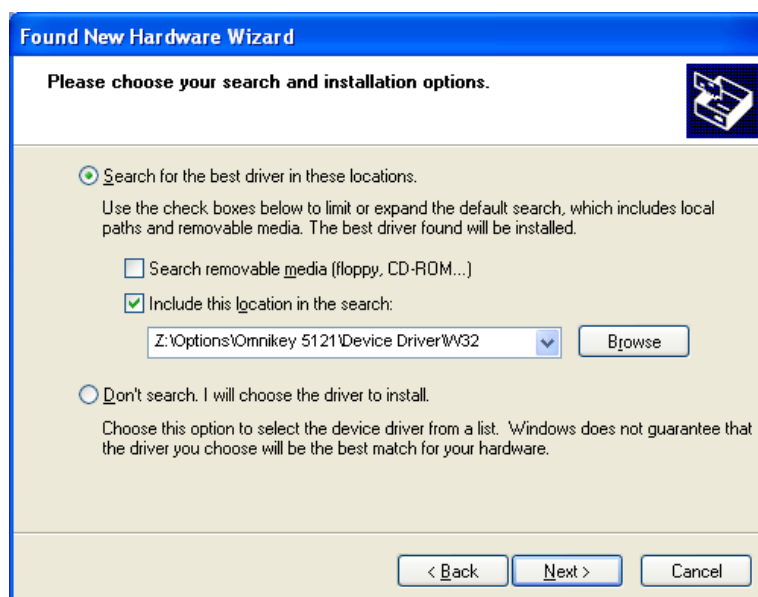 Found New Hardware Wizard
Please choose your search and installation options.
Search for the best driver in these locations.
Use the check boxes below to limit or expand the default search, which includes local
paths and removable media. The best driver found will be installed.
Search removable media (floppy, CD-ROM...)
Include this location in the search:
Z:\Options\Omnikey 5121\Device Driver\W32
Browse
Don't search. I will choose the driver to install.
Choose this option to select the device driver from a list. Windows does not guarantee that
the driver you choose will be the best match for your hardware.
< Back
Next >
Cancel